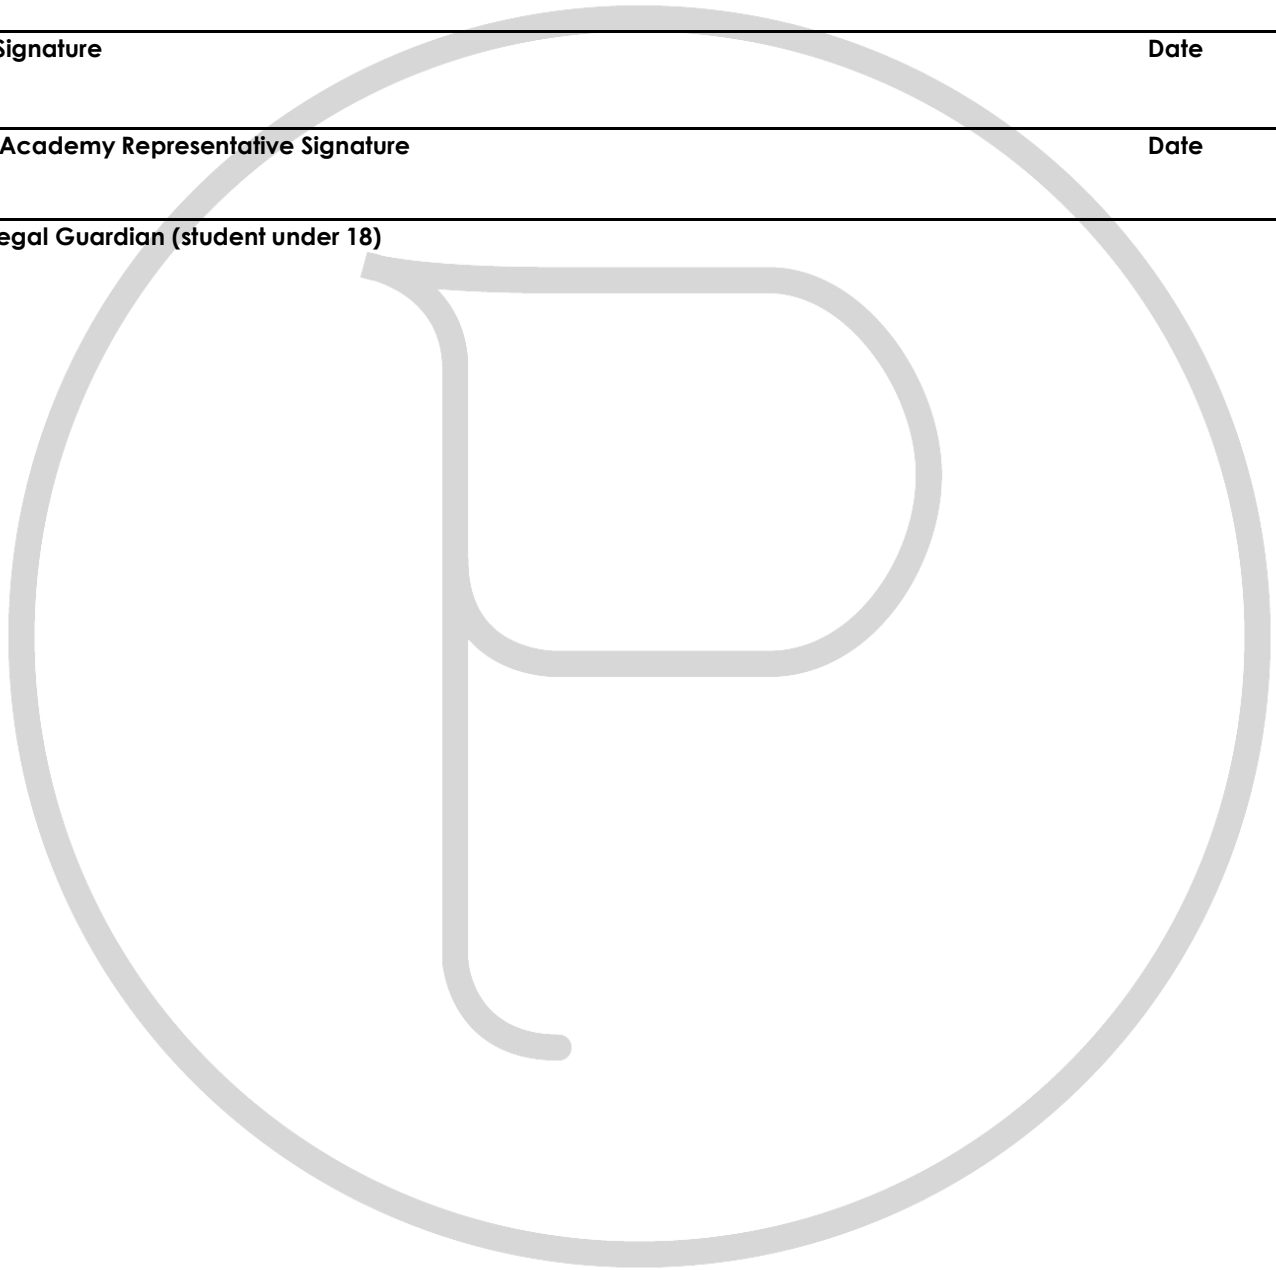 Signature Date
Academy Representative Signature Date
egal Guardian (student under 18)
P